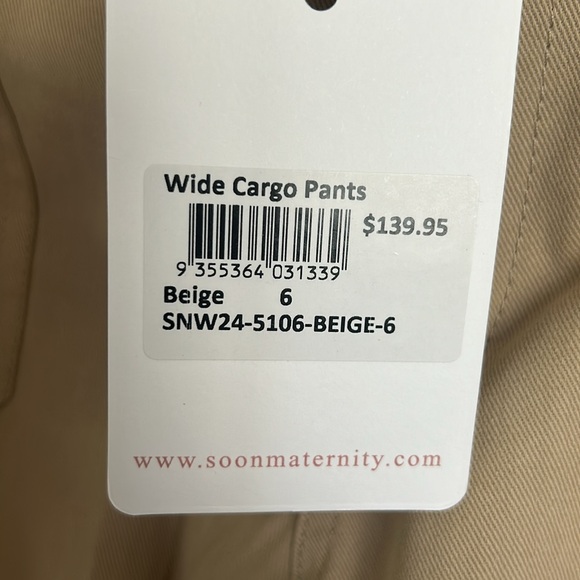 Wide Cargo Pants
$139.95
9 355364 031339
Beige 6
SNW24-5106-BEIGE-6
www.soonmaternity.com